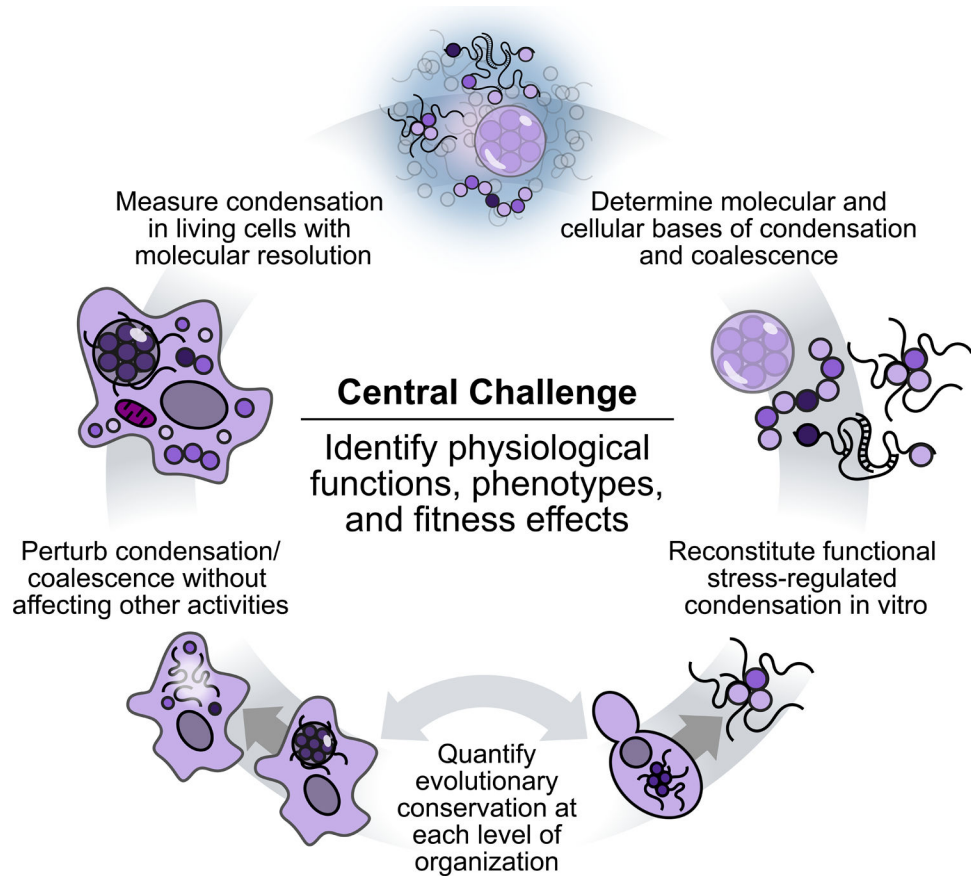 Measure condensation
in living cells with
molecular resolution
Determine molecular and
cellular bases of condensation
and coalescence
Central Challenge
Identify physiological
functions, phenotypes,
and fitness effects
Perturb condensation/
coalescence without
affecting other activities
Reconstitute functional
stress-regulated
condensation in vitro
Quantify
evolutionary
conservation at
each level of
organization